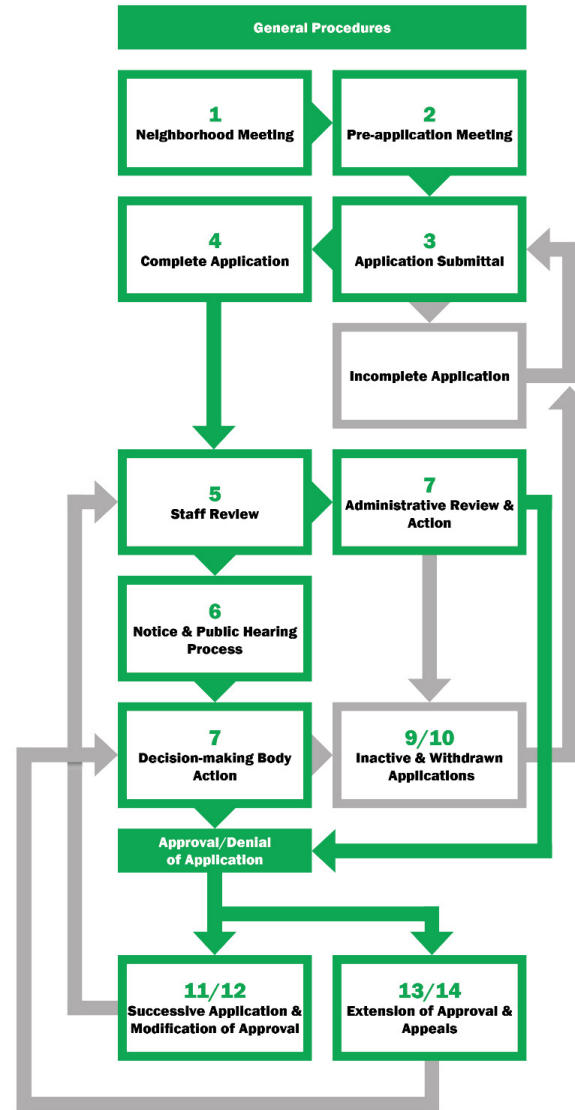 General Procedures
1
Neighborhood Meeting
2
Pre-application Meeting
4
Complete Application
3
Application Submittal
Incomplete Application
5
Staff Review
7
Administrative Review &
Action
6
Notice & Public Hearing
Process
7
Decision-making Body
Action
9/10
Inactive & Withdrawn
Applications
Approval/Denial
of Application
11/12
Successive Application &
Modification of Approval
13/14
Extension of Approval &
Appeals